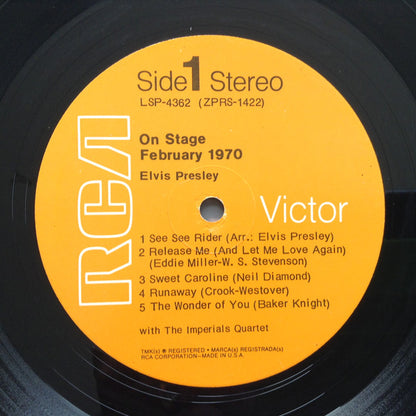 Side 1 Stereo
LSP-4362 (ZPRS-1422)
On Stage
February 1970
Elvis Presley
RCA
Victor
1 See See Rider (Arr.: Elvis Presley)
2 Release Me (And Let Me Love Again)
(Eddie Miller-W. S. Stevenson)
3 Sweet Caroline (Neil Diamond)
4 Runaway (Crook-Westover)
5 The Wonder of You (Baker Knight)
with The Imperials Quartet
TMK(s) ® REGISTERED • MARCA(s) REGISTRADA(s)
RCA CORPORATION–MADE IN U.S.A.